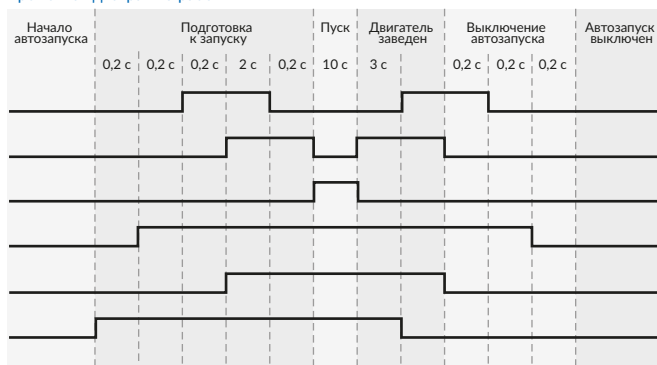 Начало
автозапуска
Подготовка
к запуску
Пуск
Двигатель
заведен
Выключение
автозапуска
Автозапуск
выключен
0,2 с 0,2 с 0,2 с 2 с 0,2 с 10 с 3 с 0,2 с 0,2 с 0,2 с